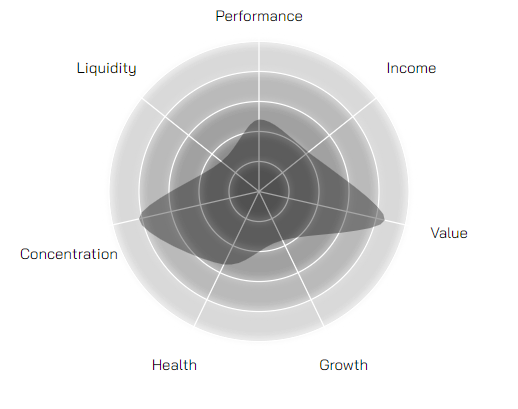 Performance
Liquidity
Income
Value
Concentration
Health
Growth